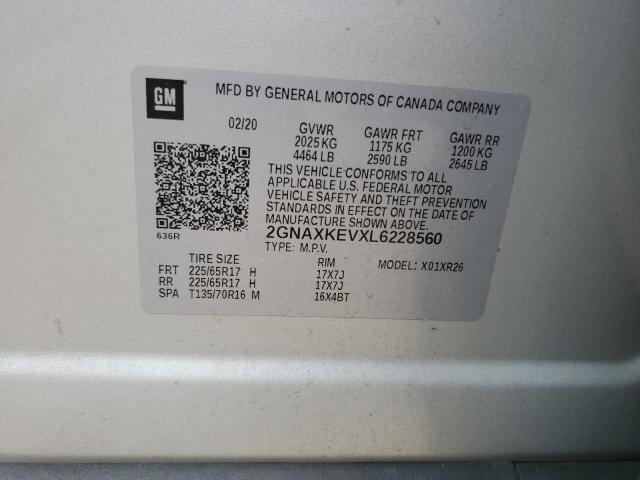 GM
MFD BY GENERAL MOTORS OF CANADA COMPANY
02/20 GVWR GAWR FRT GAWR RR
2025 KG 1175 KG 1200 KG
4464 LB 2590 LB 2645 LB
THIS VEHICLE CONFORMS TO ALL
APPLICABLE U.S. FEDERAL MOTOR
VEHICLE SAFETY AND THEFT PREVENTION
STANDARDS IN EFFECT ON THE DATE OF
MANUFACTURE SHOWN ABOVE.
636R 2GNAXKEVXL6228560
TYPE: M.P.V. MODEL: X01XR26
TIRE SIZE RIM
FRT 225/65R17 H 17X7J
RR 225/65R17 H 17X7J
SPA T135/70R16 M 16X4BT